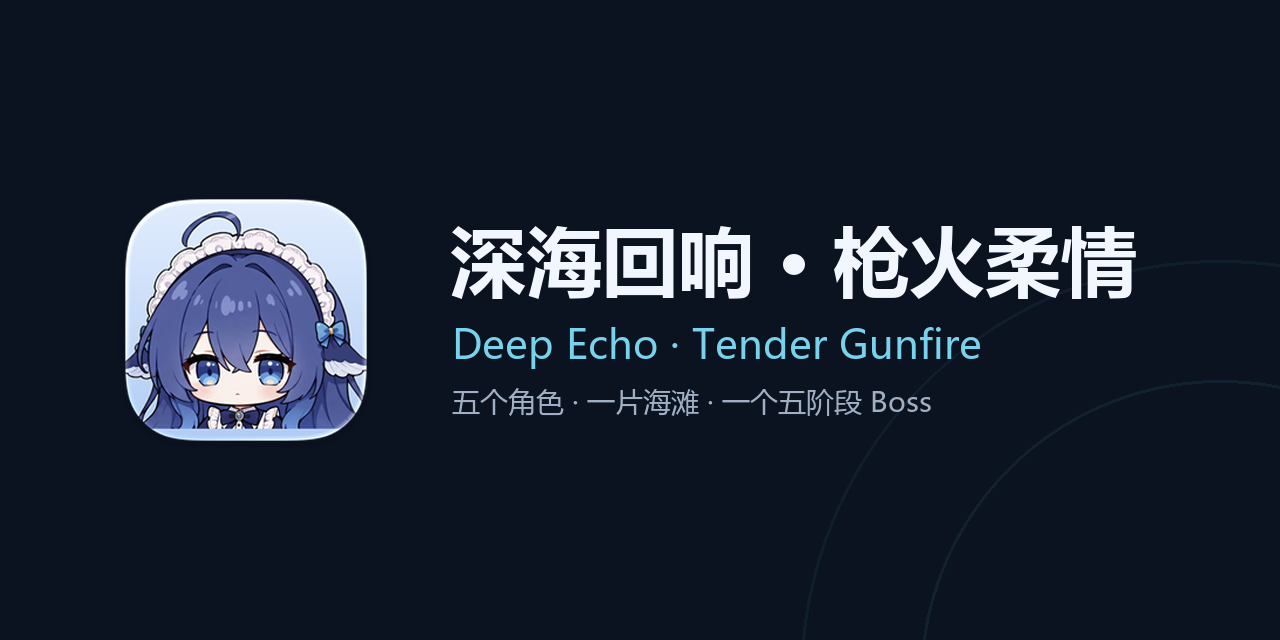 深海回响 · 枪火柔情
Deep Echo · Tender Gunfire
五个角色 · 一片海滩 · 一个五阶段 Boss